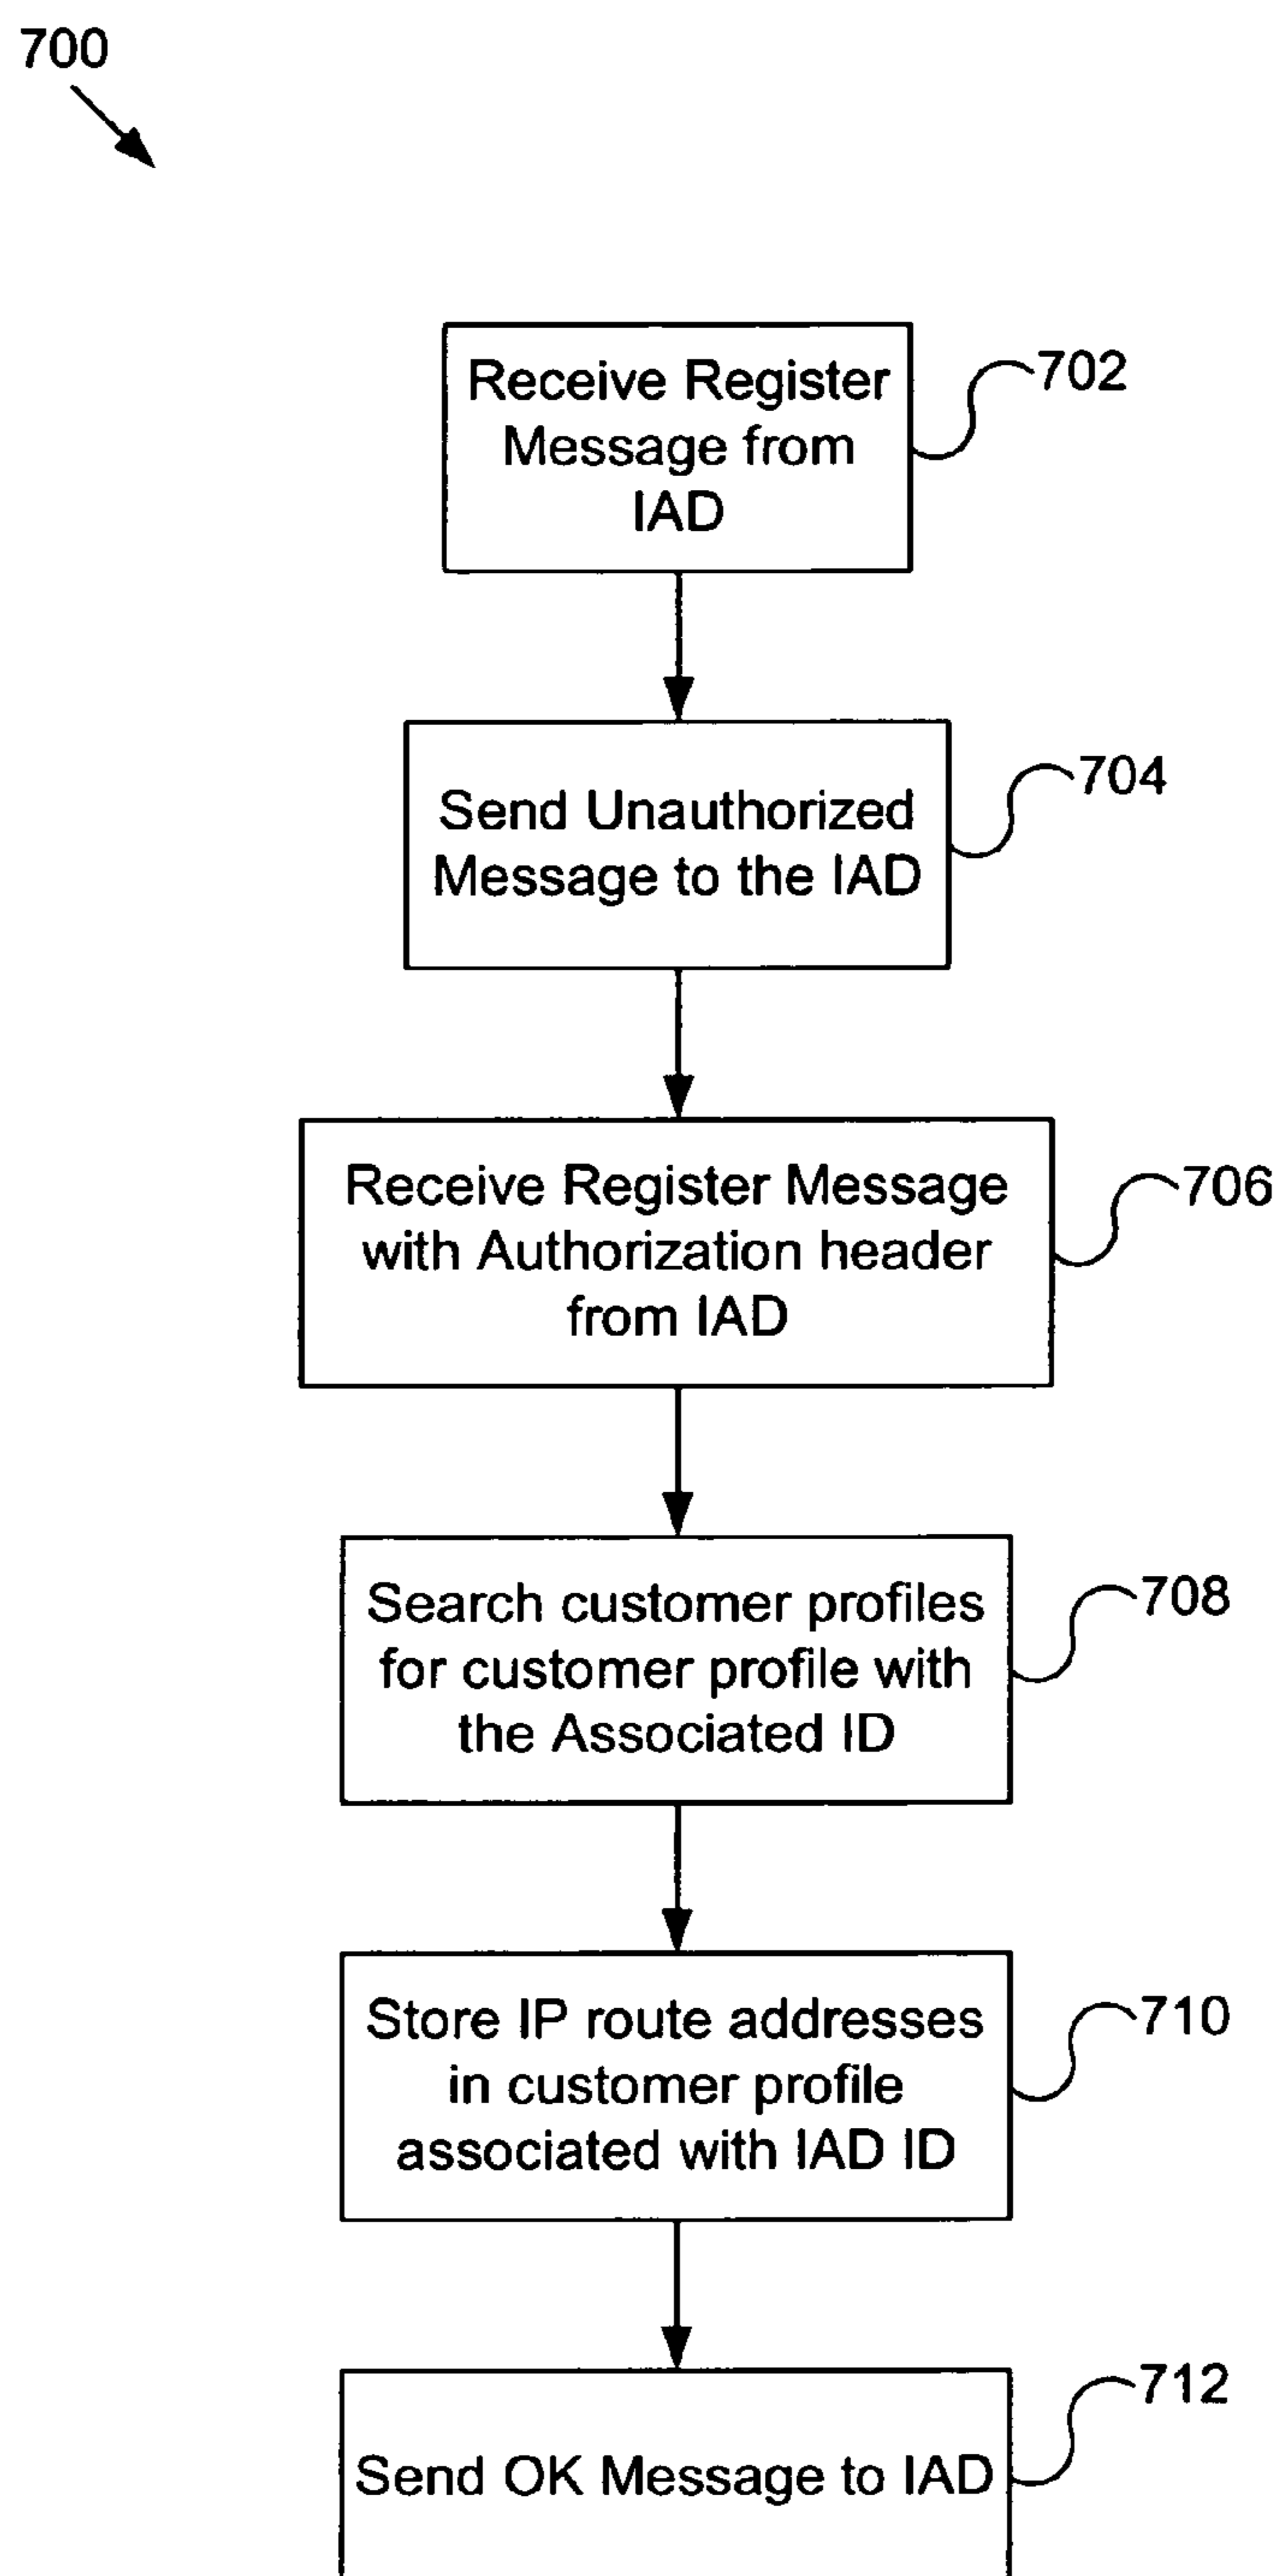 700
Receive Register
Message from
IAD
702
Send Unauthorized
Message to the IAD
704
Receive Register Message
with Authorization header
from IAD
706
Search customer profiles
for customer profile with
the Associated ID
708
Store IP route addresses
in customer profile
associated with IAD ID
710
Send OK Message to IAD
712